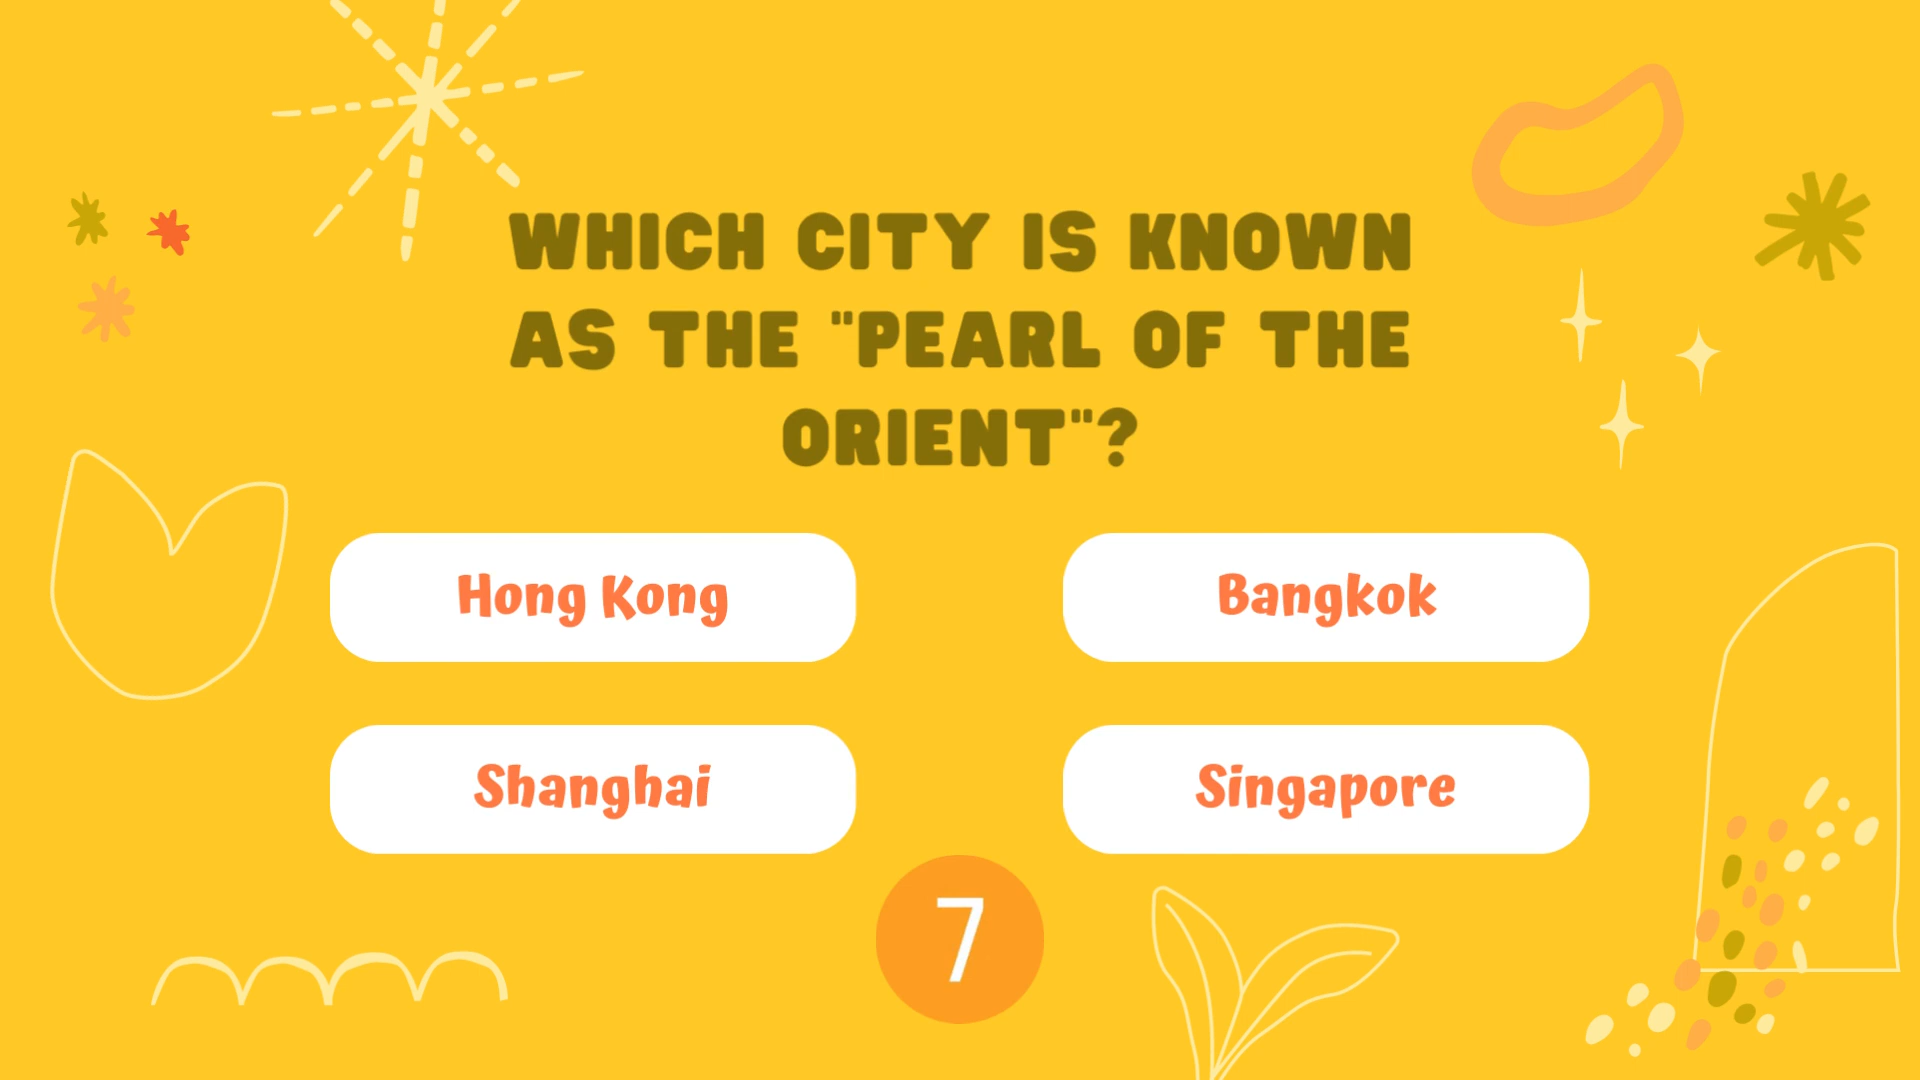 WHICH CITY IS KNOWN
AS THE "PEARL OF THE
ORIENT"?
Hong Kong
Bangkok
Shanghai
Singapore
7